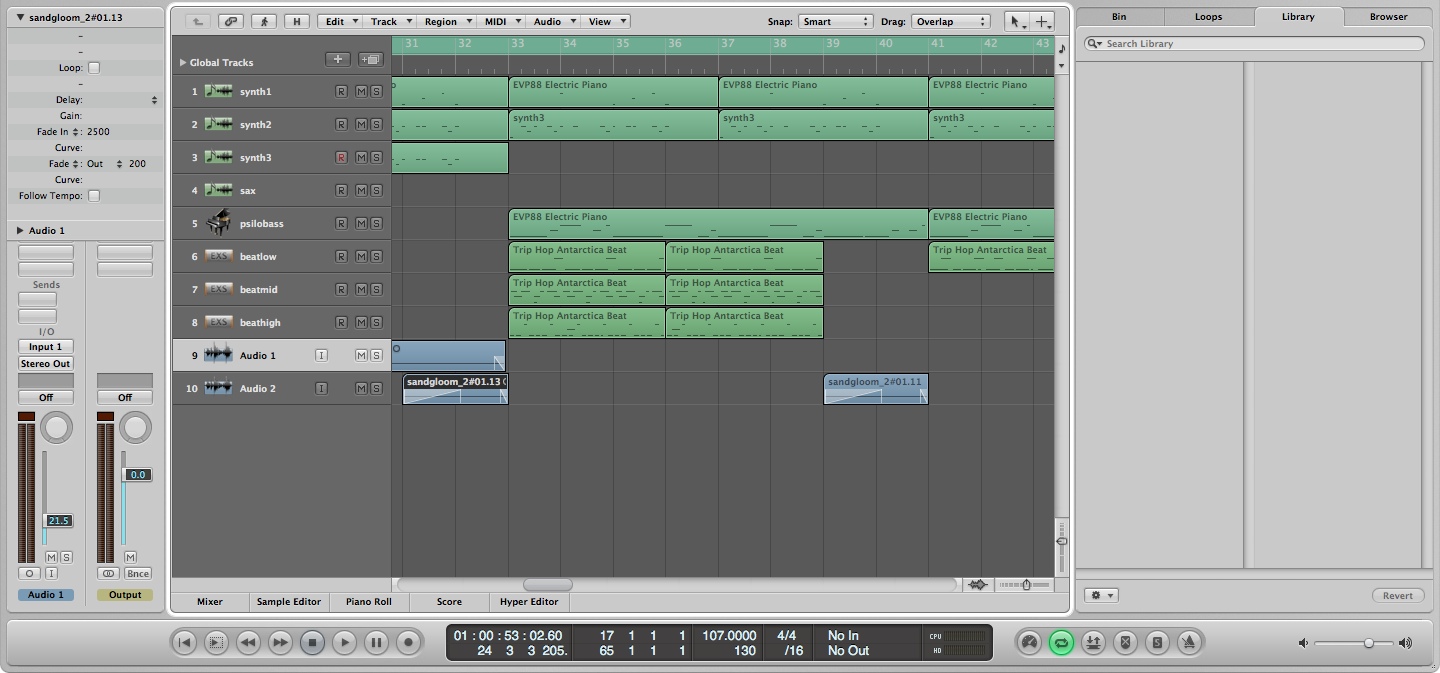 sandgloom_2#01.13
–
–
Loop:
–
Delay:
Gain:
Fade In : 2500
Curve:
Fade : Out 200
Curve:
Follow Tempo:
Audio 1
Sends
I/O
Input 1
Stereo Out
Off
Off
0.0
21.5
M S
M
O I
Bnce
Audio 1
Output
H
Edit Track Region MIDI Audio View
Snap: Smart Drag: Overlap
31 32 33 34 35 36 37 38 39 40 41 42 43
Global Tracks
1 synth1 R M S
EVP88 Electric Piano EVP88 Electric Piano EVP88 Electric Piano
2 synth2 R M S
synth3 synth3 synth3
3 synth3 R M S
4 sax R M S
5 psilobass R M S
EVP88 Electric Piano EVP88 Electric Piano
6 EXS beatlow R M S
Trip Hop Antarctica Beat Trip Hop Antarctica Beat Trip Hop Antarctica Beat
7 EXS beatmid R M S
Trip Hop Antarctica Beat Trip Hop Antarctica Beat
8 EXS beathigh R M S
Trip Hop Antarctica Beat Trip Hop Antarctica Beat
9 Audio 1 I M S
10 Audio 2 I M S
sandgloom_2#01.13 sandgloom_2#01.11
Mixer Sample Editor Piano Roll Score Hyper Editor
Bin Loops Library Browser
Search Library
Revert
01 : 00 : 53 : 02.60 17 1 1 1 107.0000 4/4 No In CPU
24 3 3 205. 65 1 1 1 130 /16 No Out HD
S